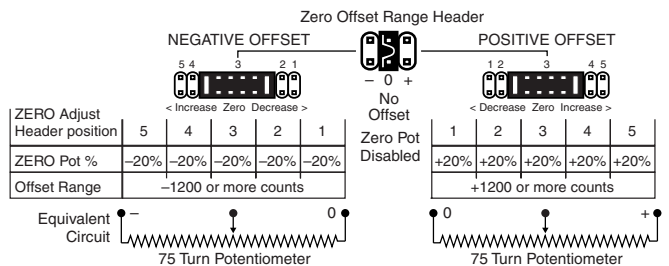 Zero Offset Range Header
NEGATIVE OFFSET
POSITIVE OFFSET
5 4 3 2 1
– 0 +
1 2 3 4 5
< Increase Zero Decrease >
No Offset
< Decrease Zero Increase >
ZERO Adjust Header position 5 4 3 2 1
Zero Pot Disabled
1 2 3 4 5
ZERO Pot % –20% –20% –20% –20% –20%
+20% +20% +20% +20% +20%
Offset Range –1200 or more counts
+1200 or more counts
Equivalent Circuit
– 0
0 +
75 Turn Potentiometer
75 Turn Potentiometer